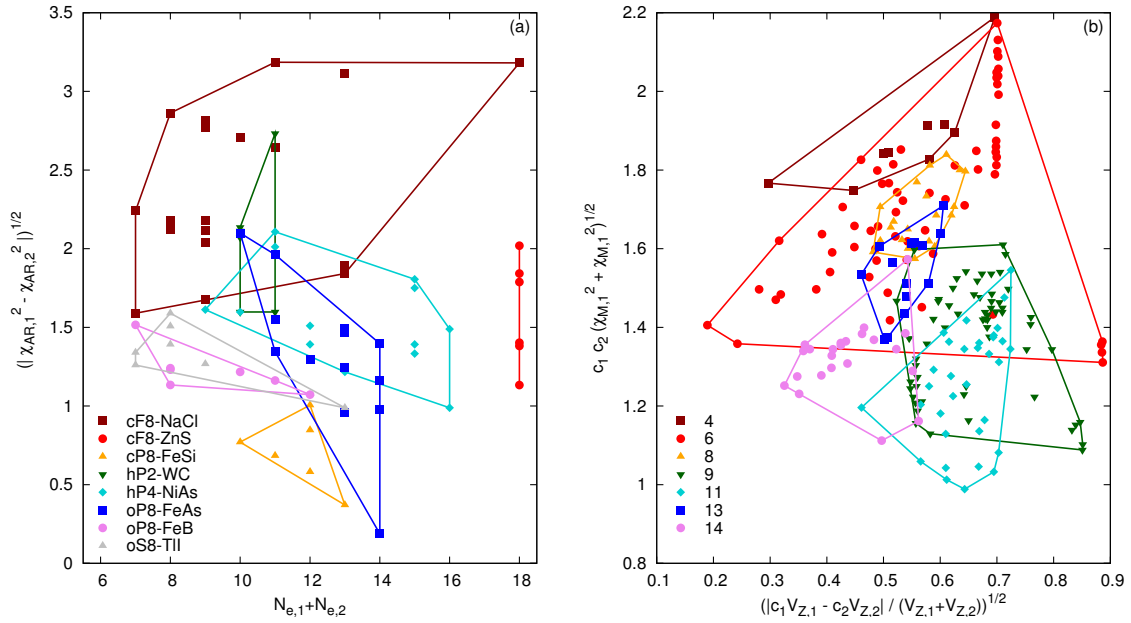 (a)
3.5
3
2.5
2
1.5
1
0.5
0
(| χAR,1² - χAR,2² |)^1/2
cF8-NaCl
cF8-ZnS
cP8-FeSi
hP2-WC
hP4-NiAs
oP8-FeAs
oP8-FeB
oS8-TlI
6 8 10 12 14 16 18
Ne,1+Ne,2
(b)
2.2
2
1.8
1.6
1.4
1.2
1
0.8
c1 c2 (χM,1² + χM,1²)^1/2
4
6
8
9
11
13
14
0.1 0.2 0.3 0.4 0.5 0.6 0.7 0.8 0.9
(|c1VZ,1 - c2VZ,2| / (VZ,1+VZ,2))^1/2